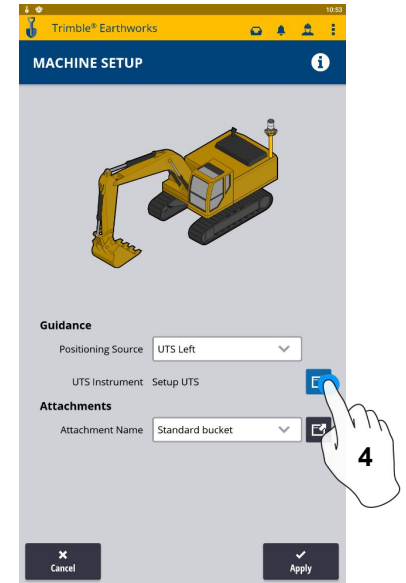 10:53
Trimble® Earthworks
MACHINE SETUP
Guidance
Positioning Source UTS Left
UTS Instrument Setup UTS
Attachments
Attachment Name Standard bucket
4
Cancel Apply